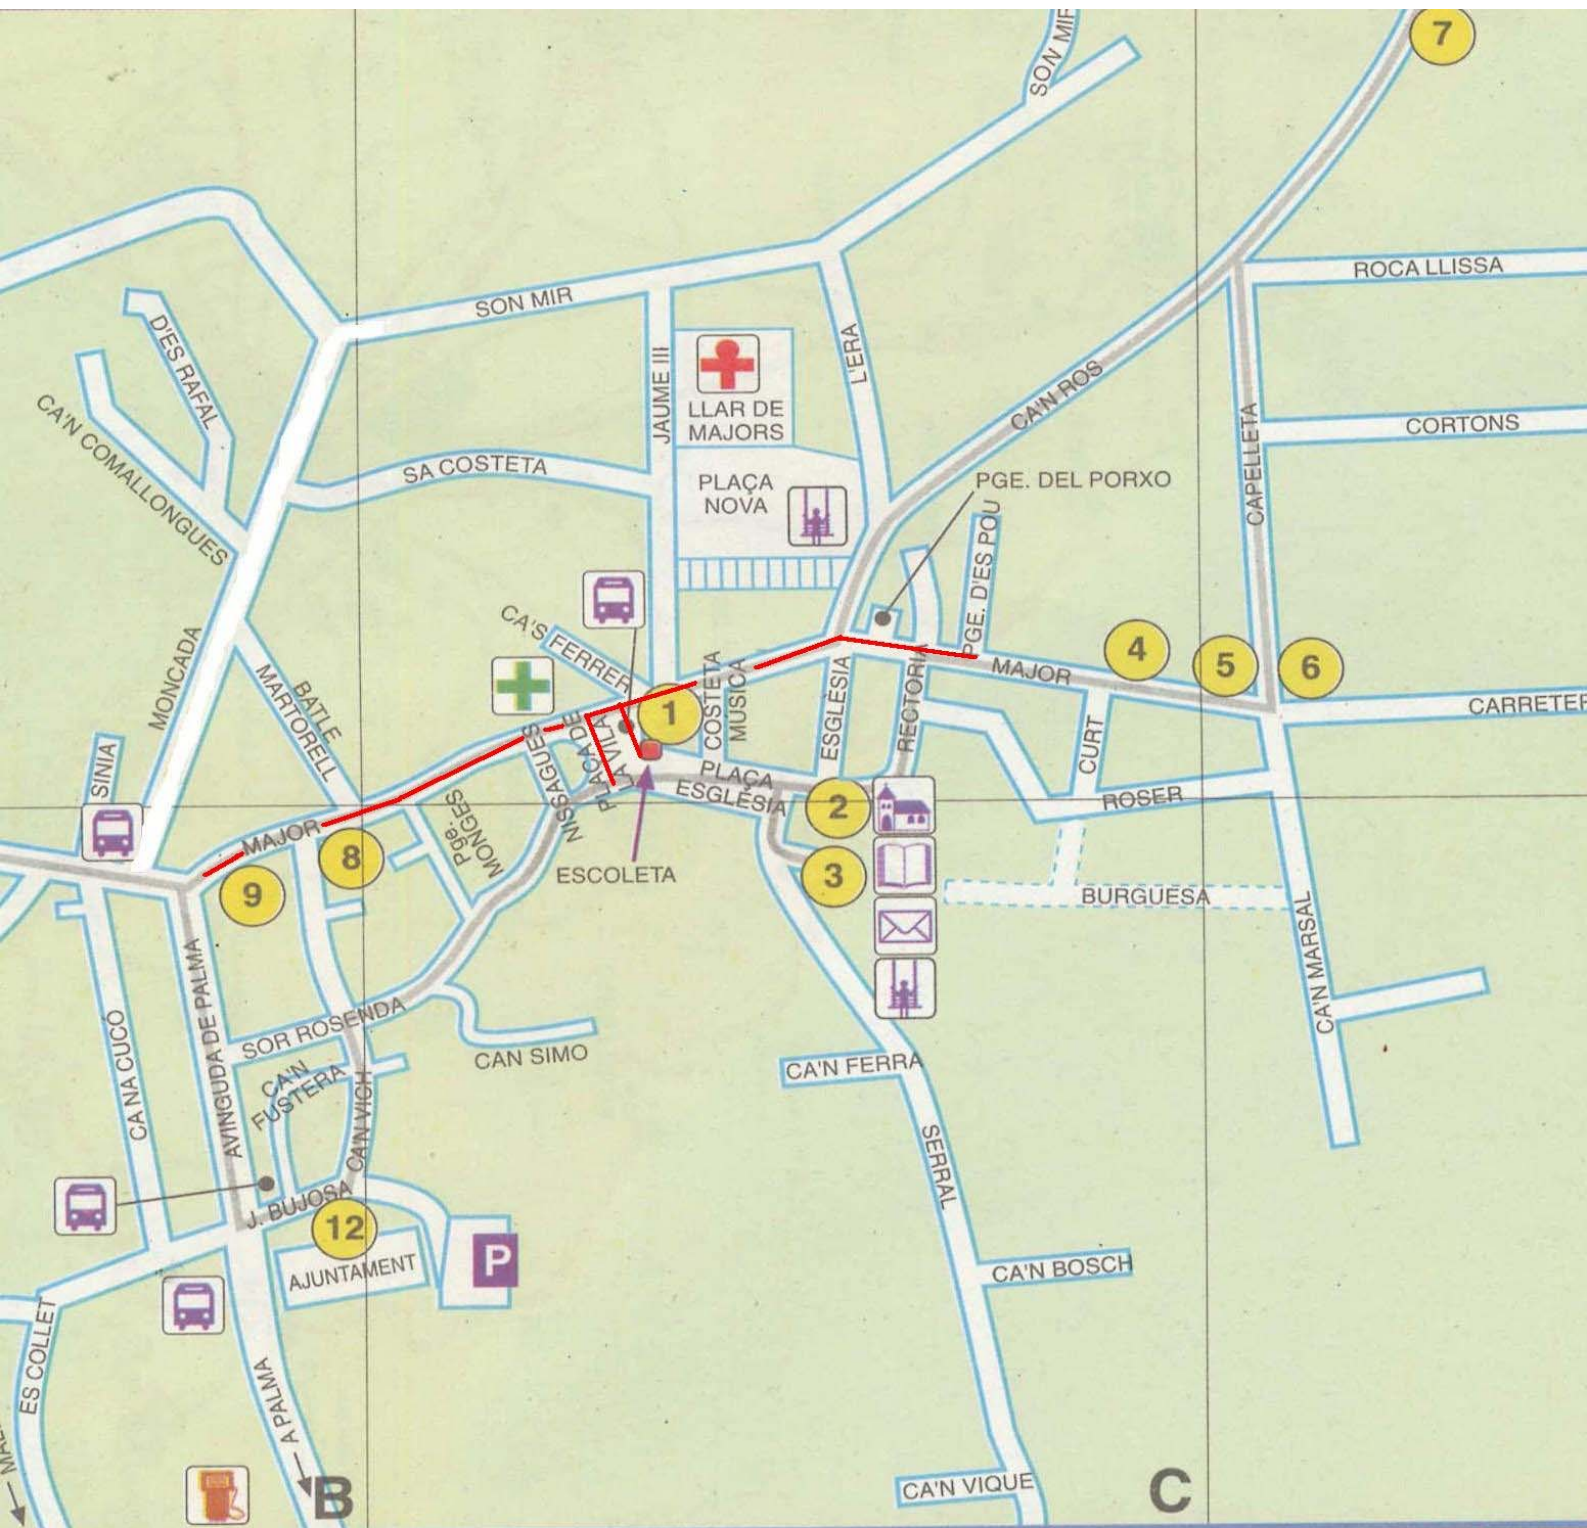 7
SON MIR
ROCA LLISSA
SON MIR
D'ES RAFAL
L'ERA
JAUME III
LLAR DE
MAJORS
CA'N ROS
CA'N COMALLONGUES
CORTONS
CAPELLETA
SA COSTETA
PLAÇA
NOVA
PGE. DEL PORXO
PGE. D'ES POU
CA'S FERRER
MONCADA
BATLE
MARTORELL
4
5
6
MAJOR
COSTETA
MÚSICA
ESGLÉSIA
RECTORIA
1
CARRETER
SINIA
PLAÇA DE
LA VILA
NISSAGUES
CURT
PLAÇA
ESGLÉSIA
2
ROSER
Pge.
MONGES
MAJOR
8
9
ESCOLETA
3
BURGUESA
CA'N MARSAL
AVINGUDA DE PALMA
CA NA CUCÓ
SOR ROSENDA
CAN SIMO
CA'N
FUSTERA
CA'N VICH
CA'N FERRA
SERRAL
J. BUJOSA
12
AJUNTAMENT
P
CA'N BOSCH
ES COLLET
A PALMA
CA'N VIQUE
B
C